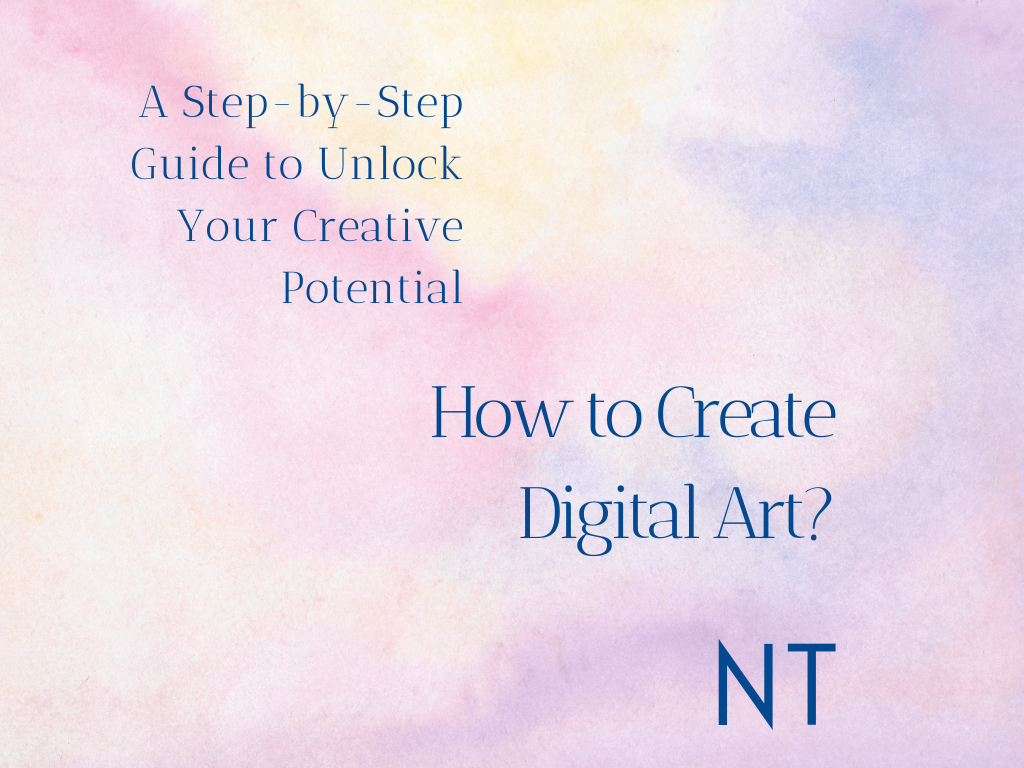 A Step-by-Step
Guide to Unlock
Your Creative
Potential
How to Create
Digital Art?
NT